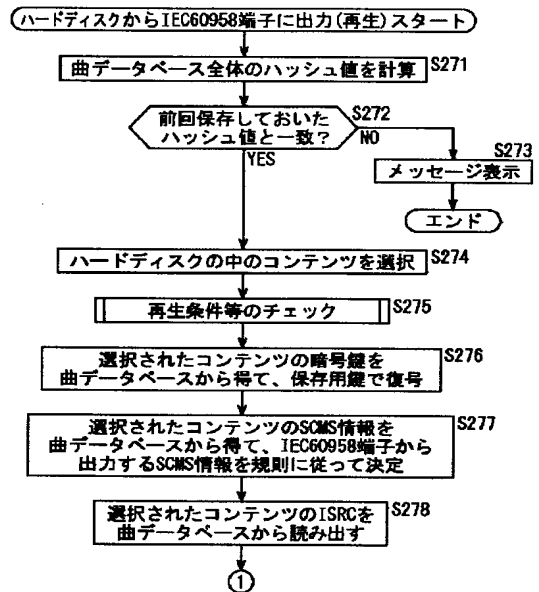 ハードディスクからIEC60958端子に出力(再生)スタート
曲データベース全体のハッシュ値を計算
S271
前回保存しておいた
ハッシュ値と一致?
S272
NO
YES
S273
メッセージ表示
エンド
ハードディスクの中のコンテンツを選択
S274
再生条件等のチェック
S275
選択されたコンテンツの暗号鍵を
曲データベースから得て、保存用鍵で復号
S276
選択されたコンテンツのSCMS情報を
曲データベースから得て、IEC60958端子から
出力するSCMS情報を規則に従って決定
S277
選択されたコンテンツのISRCを
曲データベースから読み出す
S278
1